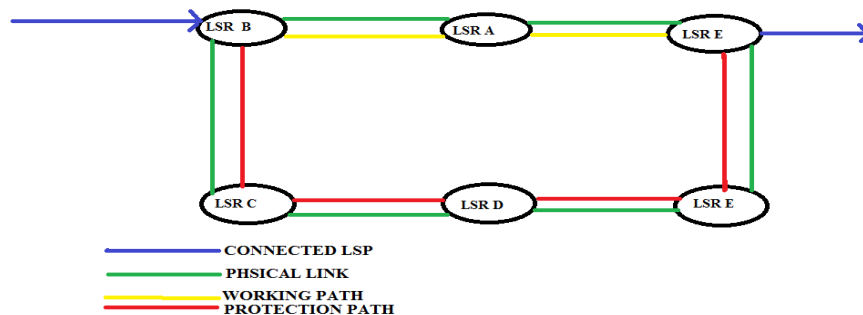 LSR B
LSR A
LSR E
LSR C
LSR D
LSR E
CONNECTED LSP
PHSICAL LINK
WORKING PATH
PROTECTION PATH